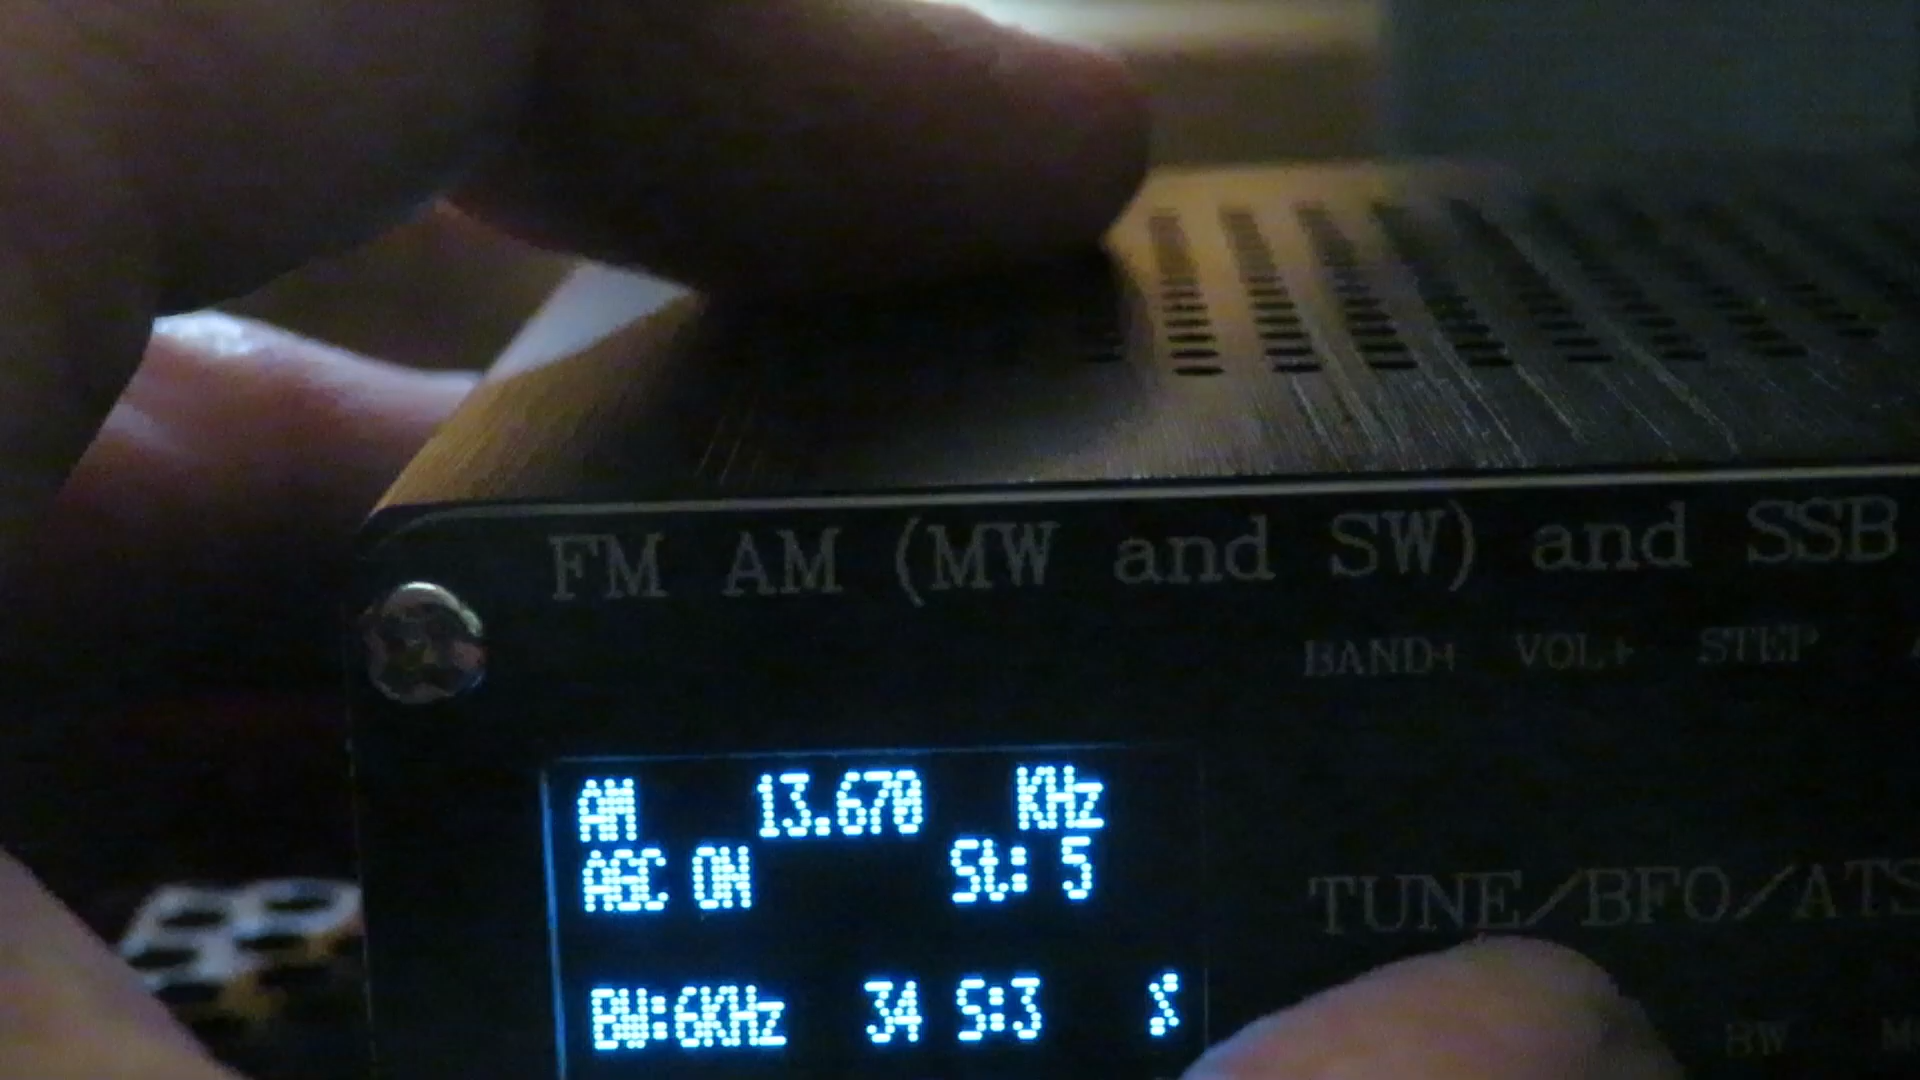 FM AM (MW and SW) and SSB
BAND+ VOL+ STEP
AM 13.670 KHz
AGC ON St: 5
TUNE/BFO/ATS
BW:6KHz 34 S:3
BW